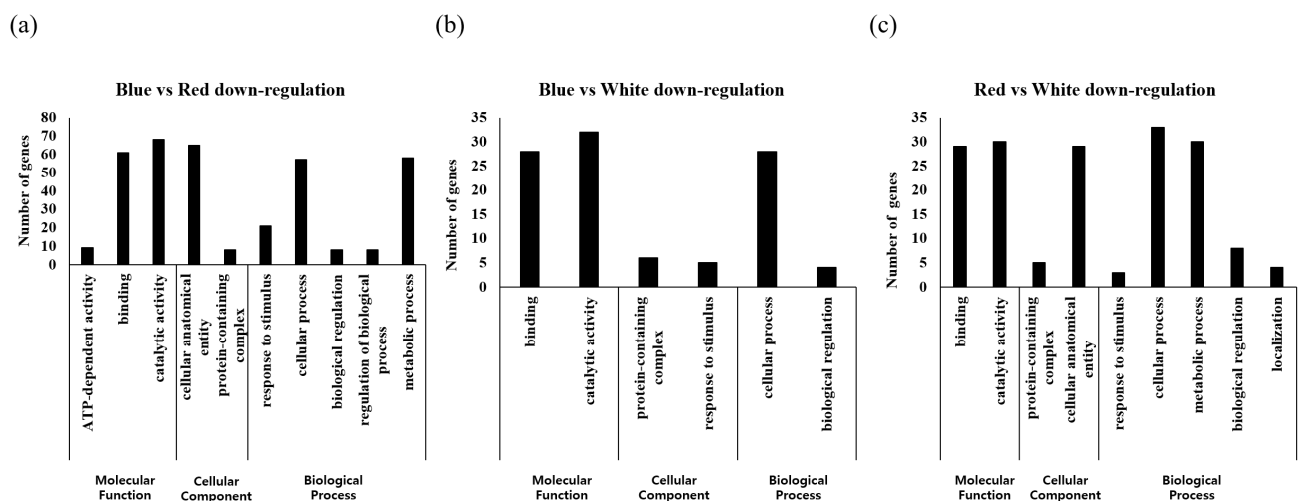 (a)
Blue vs Red down-regulation
Number of genes
80
70
60
50
40
30
20
10
0
ATP-dependent activity
binding
catalytic activity
cellular anatomical
entity
protein-containing
complex
response to stimulus
cellular process
biological regulation
regulation of biological
process
metabolic process
Molecular
Function
Cellular
Component
Biological
Process
(b)
Blue vs White down-regulation
Number of genes
35
30
25
20
15
10
5
0
binding
catalytic activity
protein-containing
complex
response to stimulus
cellular process
biological regulation
Molecular
Function
Cellular
Component
Biological
Process
(c)
Red vs White down-regulation
Number of genes
35
30
25
20
15
10
5
0
binding
catalytic activity
protein-containing
complex
cellular anatomical
entity
response to stimulus
cellular process
metabolic process
biological regulation
localization
Molecular
Function
Cellular
Component
Biological
Process